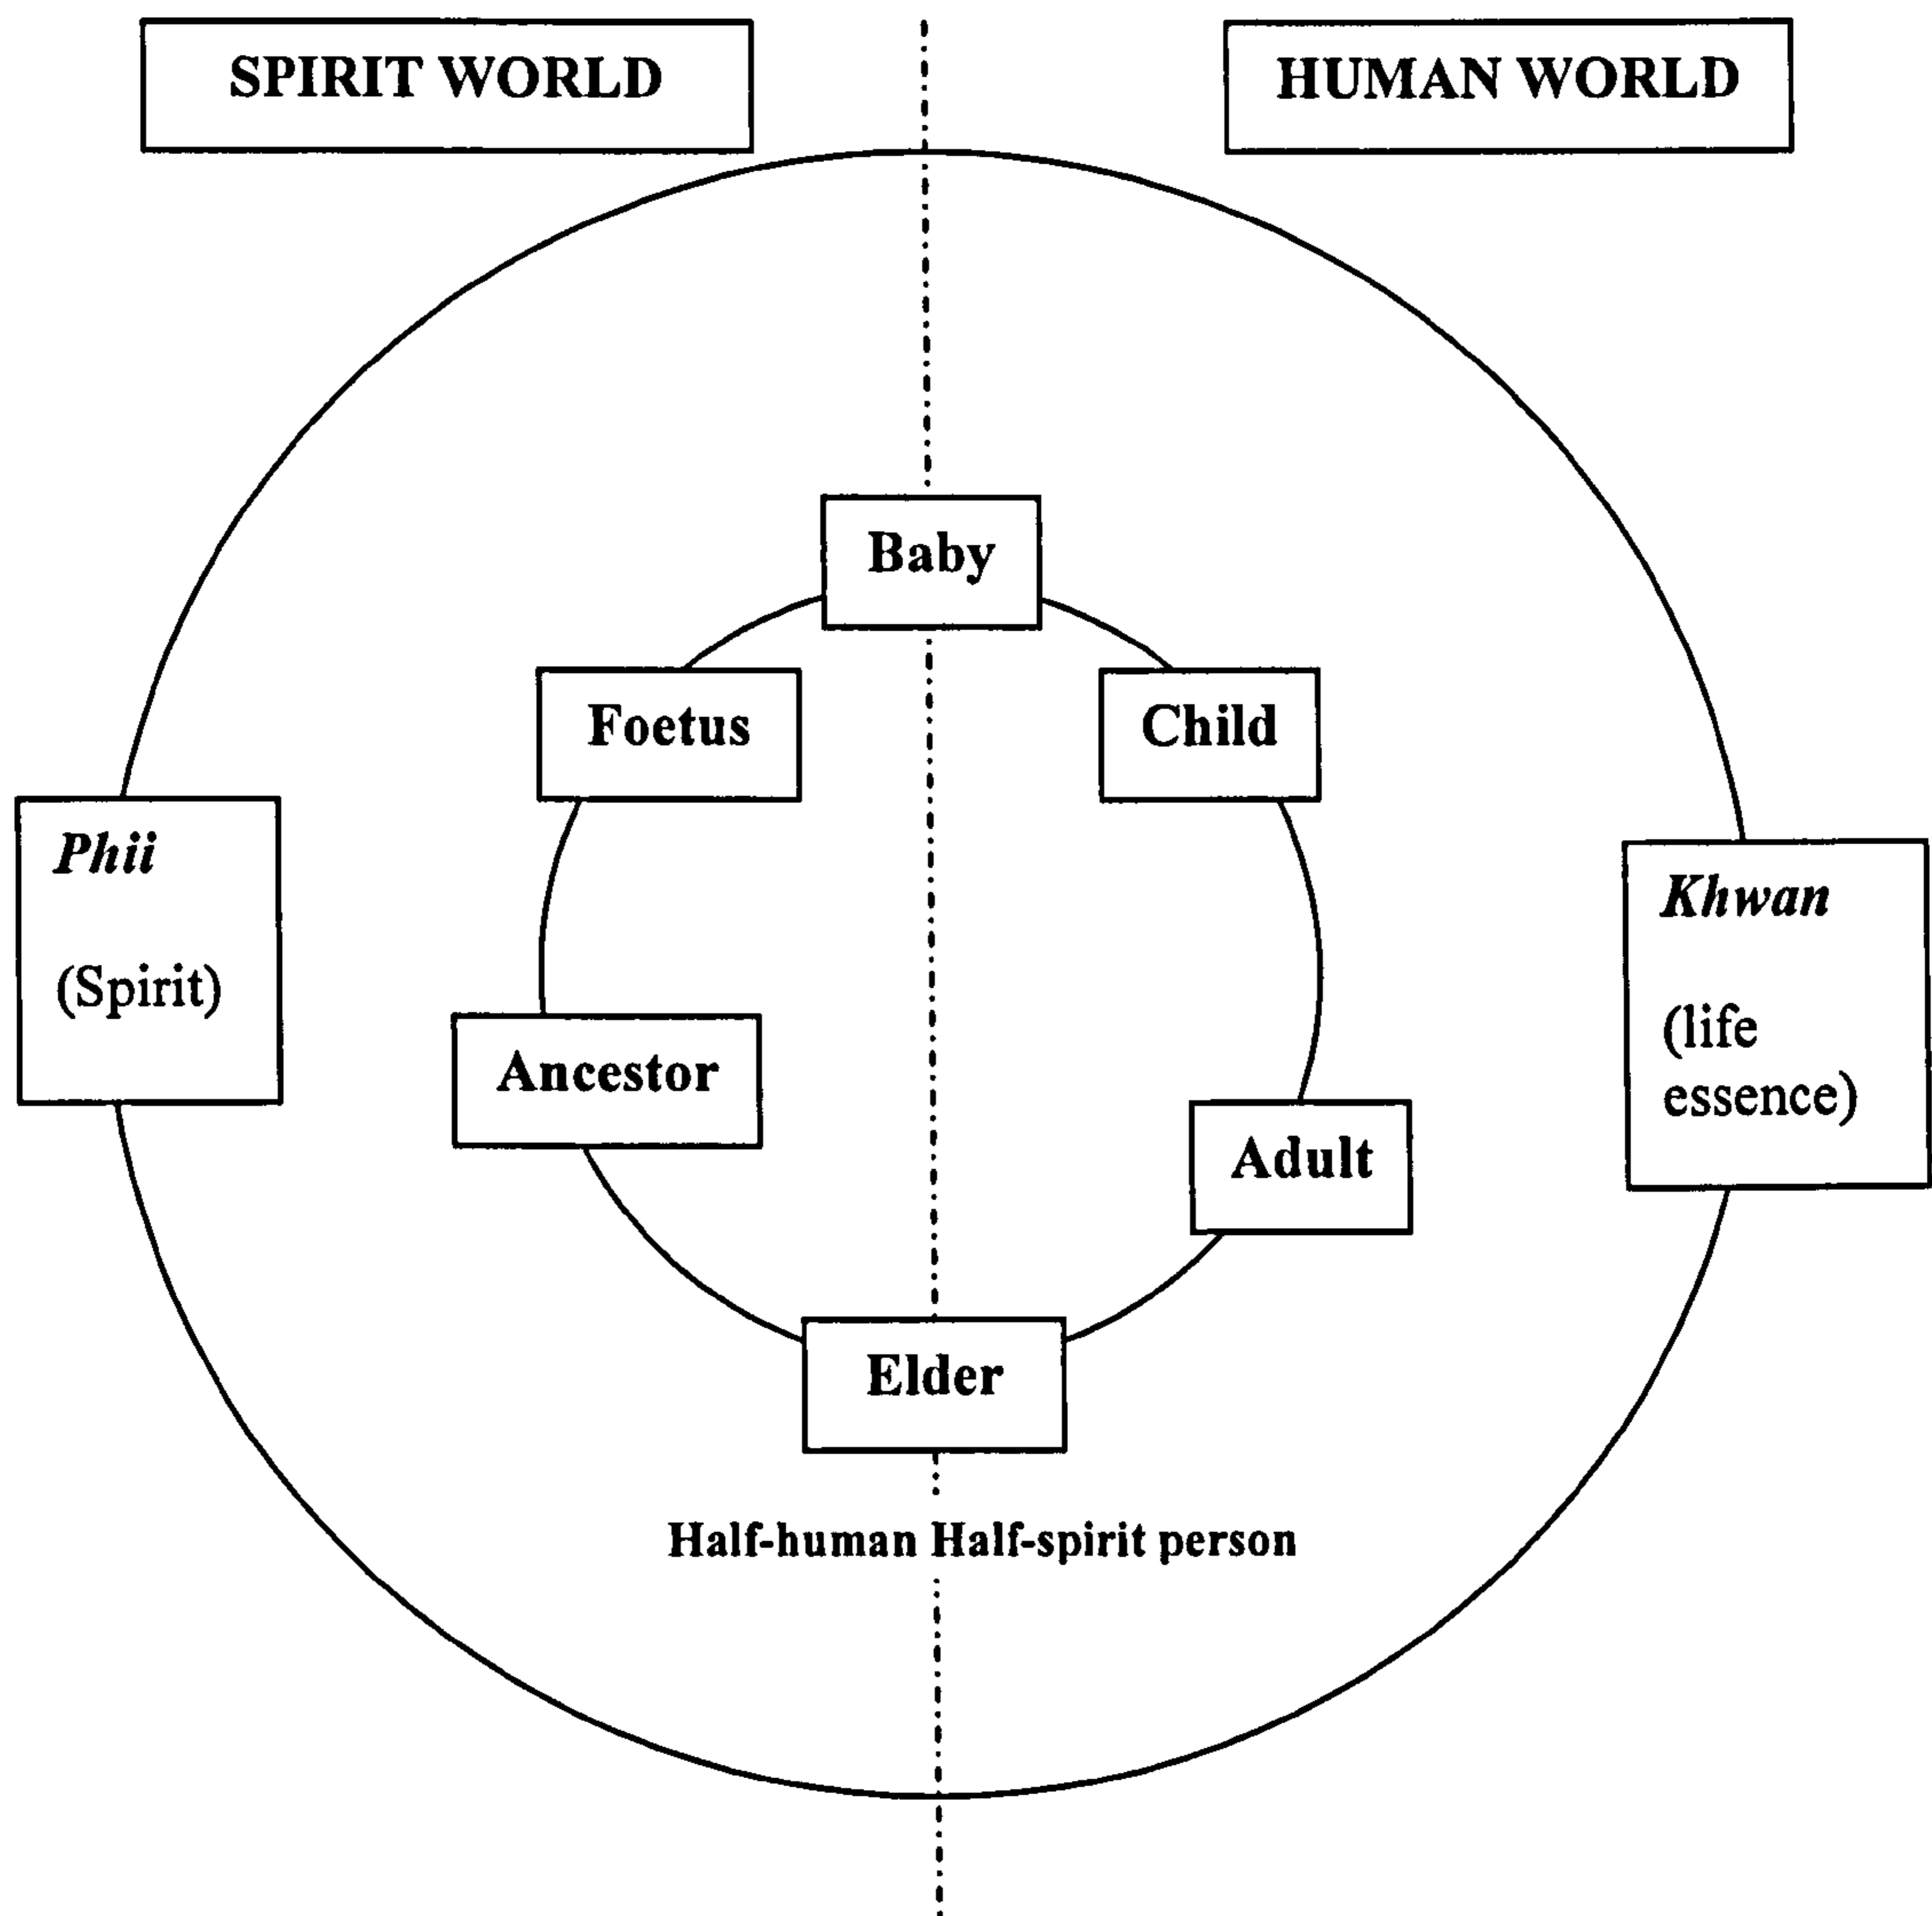 SPIRIT WORLD
HUMAN WORLD
Baby
Foetus
Child
Phii
(Spirit)
Khwan
(life
essence)
Ancestor
Adult
Elder
Half-human Half-spirit person